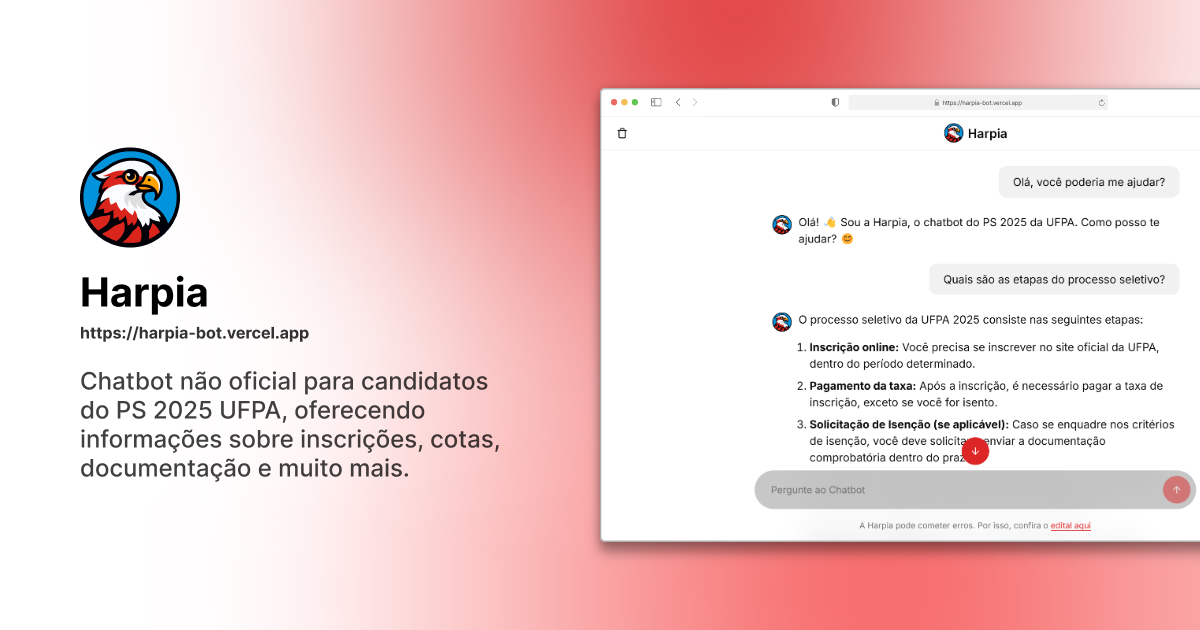 Harpia
https://harpia-bot.vercel.app
Chatbot não oficial para candidatos
do PS 2025 UFPA, oferecendo
informações sobre inscrições, cotas,
documentação e muito mais.
https://harpia-bot.vercel.app
Harpia
Olá, você poderia me ajudar?
Olá! 👋 Sou a Harpia, o chatbot do PS 2025 da UFPA. Como posso te
ajudar? 😊
Quais são as etapas do processo seletivo?
O processo seletivo da UFPA 2025 consiste nas seguintes etapas:
1. Inscrição online: Você precisa se inscrever no site oficial da UFPA,
dentro do período determinado.
2. Pagamento da taxa: Após a inscrição, é necessário pagar a taxa de
inscrição, exceto se você for isento.
3. Solicitação de Isenção (se aplicável): Caso se enquadre nos critérios
de isenção, você deve enviar a documentação
comprobatória dentro do
Pergunte ao Chatbot
A Harpia pode cometer erros. Por isso, confira o edital aqui